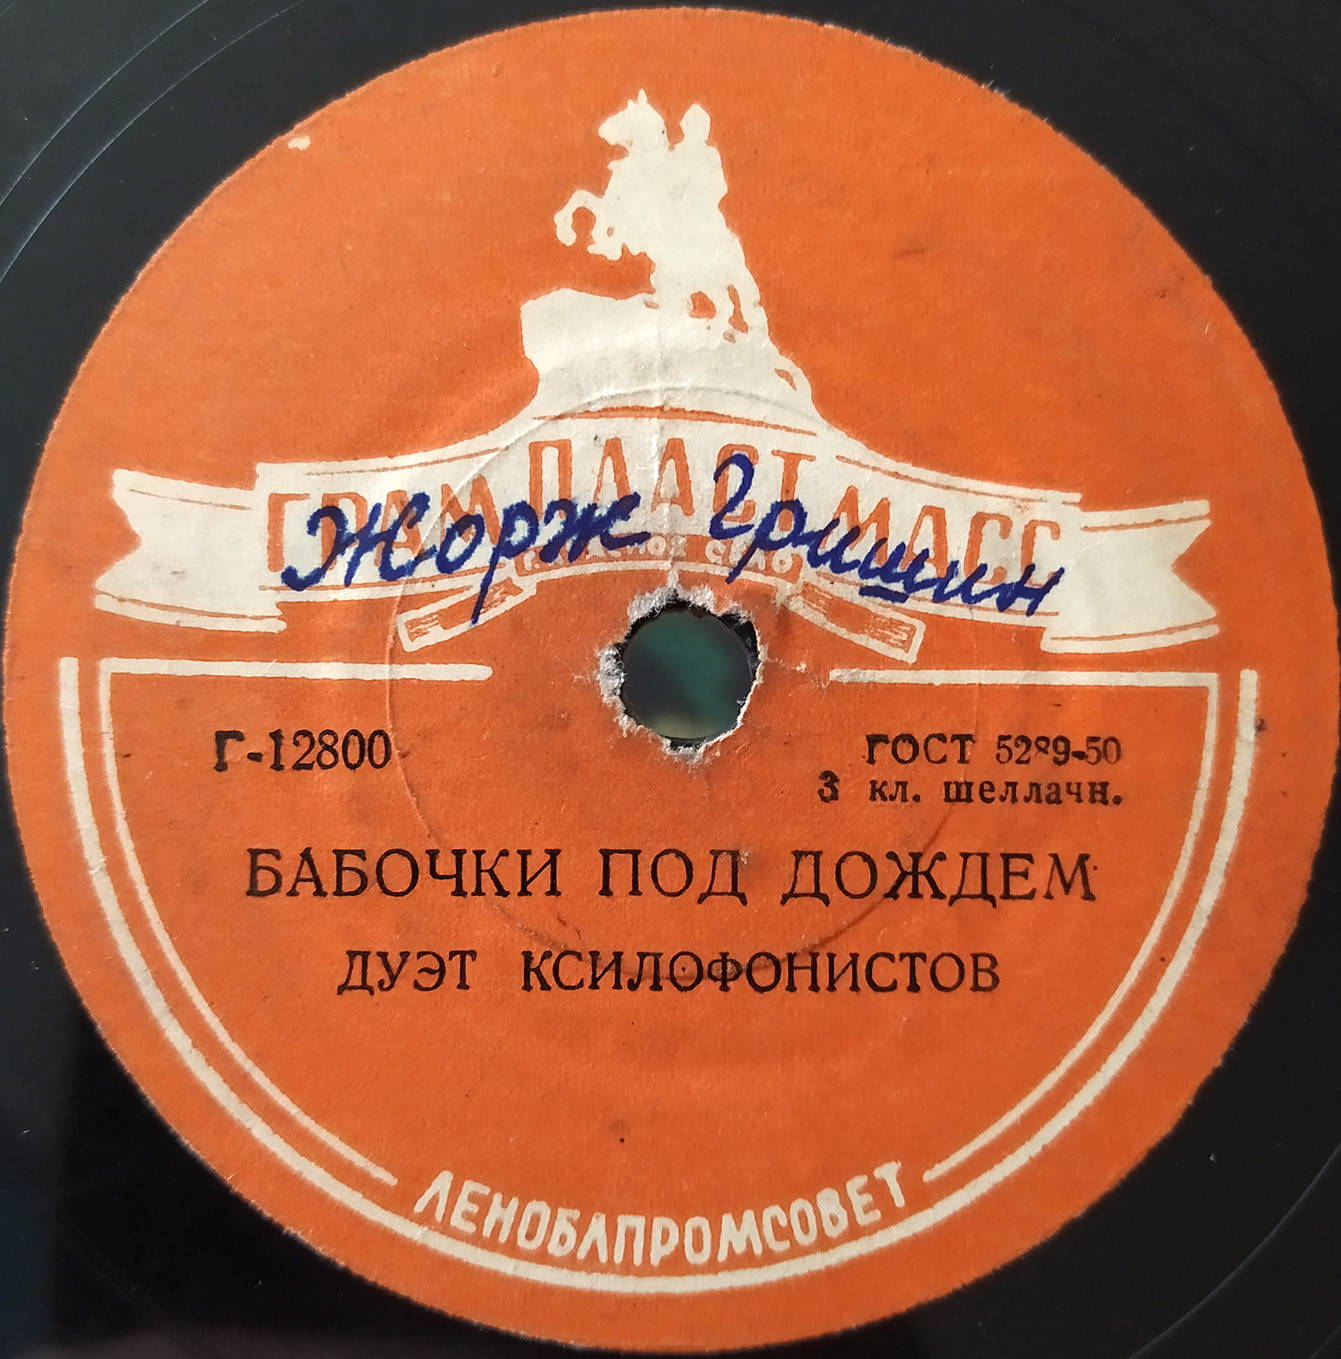 ГРАМПЛАСТМАСС
Жорж Гришин
Г-12800
ГОСТ 5289-50
3 кл. шеллачн.
БАБОЧКИ ПОД ДОЖДЕМ
ДУЭТ КСИЛОФОНИСТОВ
ЛЕНОБЛПРОМСОВЕТ